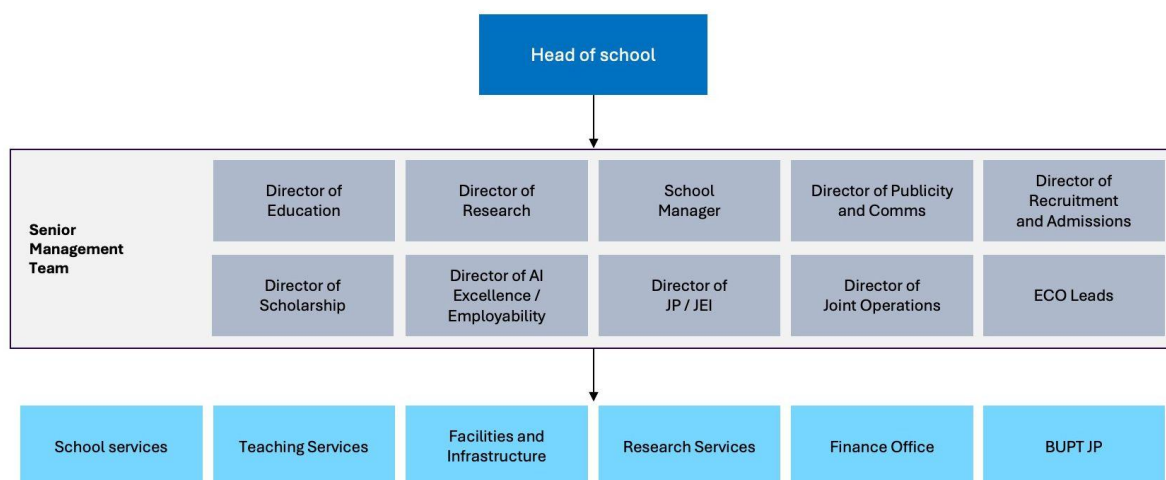 Head of school
Senior
Management
Team
Director of
Education
Director of
Research
School
Manager
Director of Publicity
and Comms
Director of
Recruitment
and Admissions
Director of
Scholarship
Director of AI
Excellence /
Employability
Director of
JP / JEI
Director of
Joint Operations
ECO Leads
School services
Teaching Services
Facilities and
Infrastructure
Research Services
Finance Office
BUPT JP